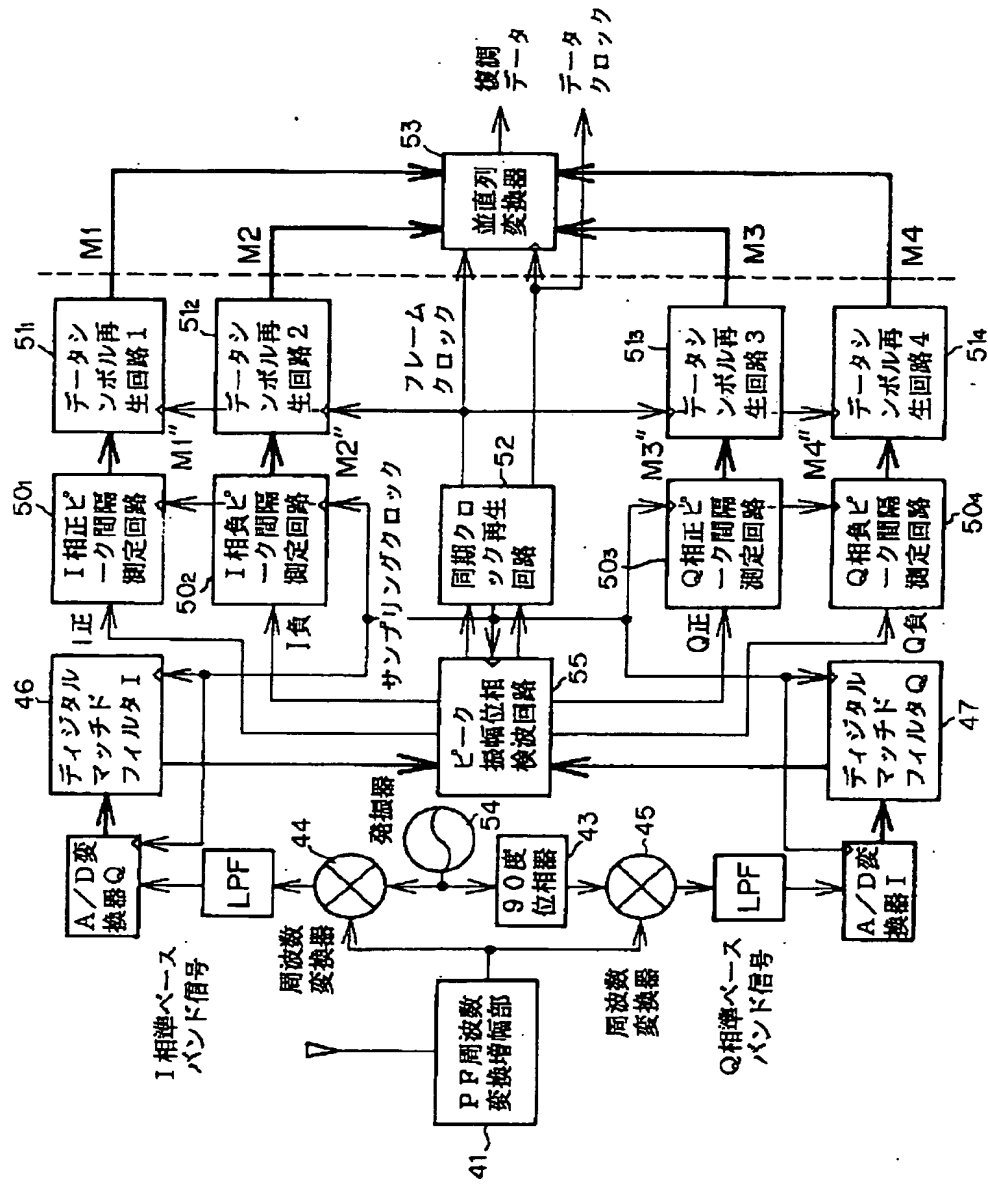 41
PF周波数
変換増幅部
I相準ベース
バンド信号
周波数
変換器
44
LPF
A/D変
換器Q
発振器
54
90度
位相器
43
周波数
変換器
45
Q相準ベース
バンド信号
LPF
A/D変
換器I
46
ディジタル
マッチド
フィルタI
ピーク
振幅位相
検波回路
55
ディジタル
マッチド
フィルタQ
47
I正
I負
サンプリングクロック
Q正
Q負
501
I相正ピ
ーク間隔
測定回路
502
I相負ピ
ーク間隔
測定回路
同期クロ
ック再生
回路
52
503
Q相正ピ
ーク間隔
測定回路
Q相負ピ
ーク間隔
測定回路
504
M1"
M2"
M3"
M4"
511
データシ
ンボル再
生回路1
512
データシ
ンボル再
生回路2
フレーム
クロック
513
データシ
ンボル再
生回路3
データシ
ンボル再
生回路4
514
M1
M2
M3
M4
53
並直列
変換器
復調
データ
データ
クロック